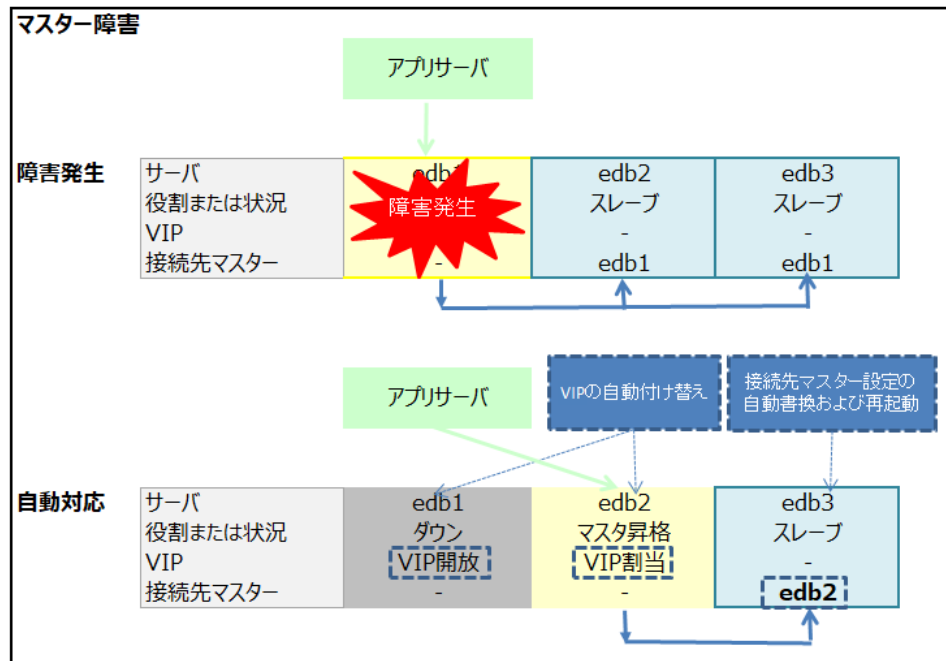 マスター障害
アプリサーバ
障害発生
サーバ
役割または状況
VIP
接続先マスター
障害発生
-
edb2
スレーブ
-
edb1
edb3
スレーブ
-
edb1
アプリサーバ
VIPの自動付け替え
接続先マスター設定の
自動書換および再起動
自動対応
サーバ
役割または状況
VIP
接続先マスター
edb1
ダウン
VIP開放
-
edb2
マスタ昇格
VIP割当
-
edb3
スレーブ
-
edb2